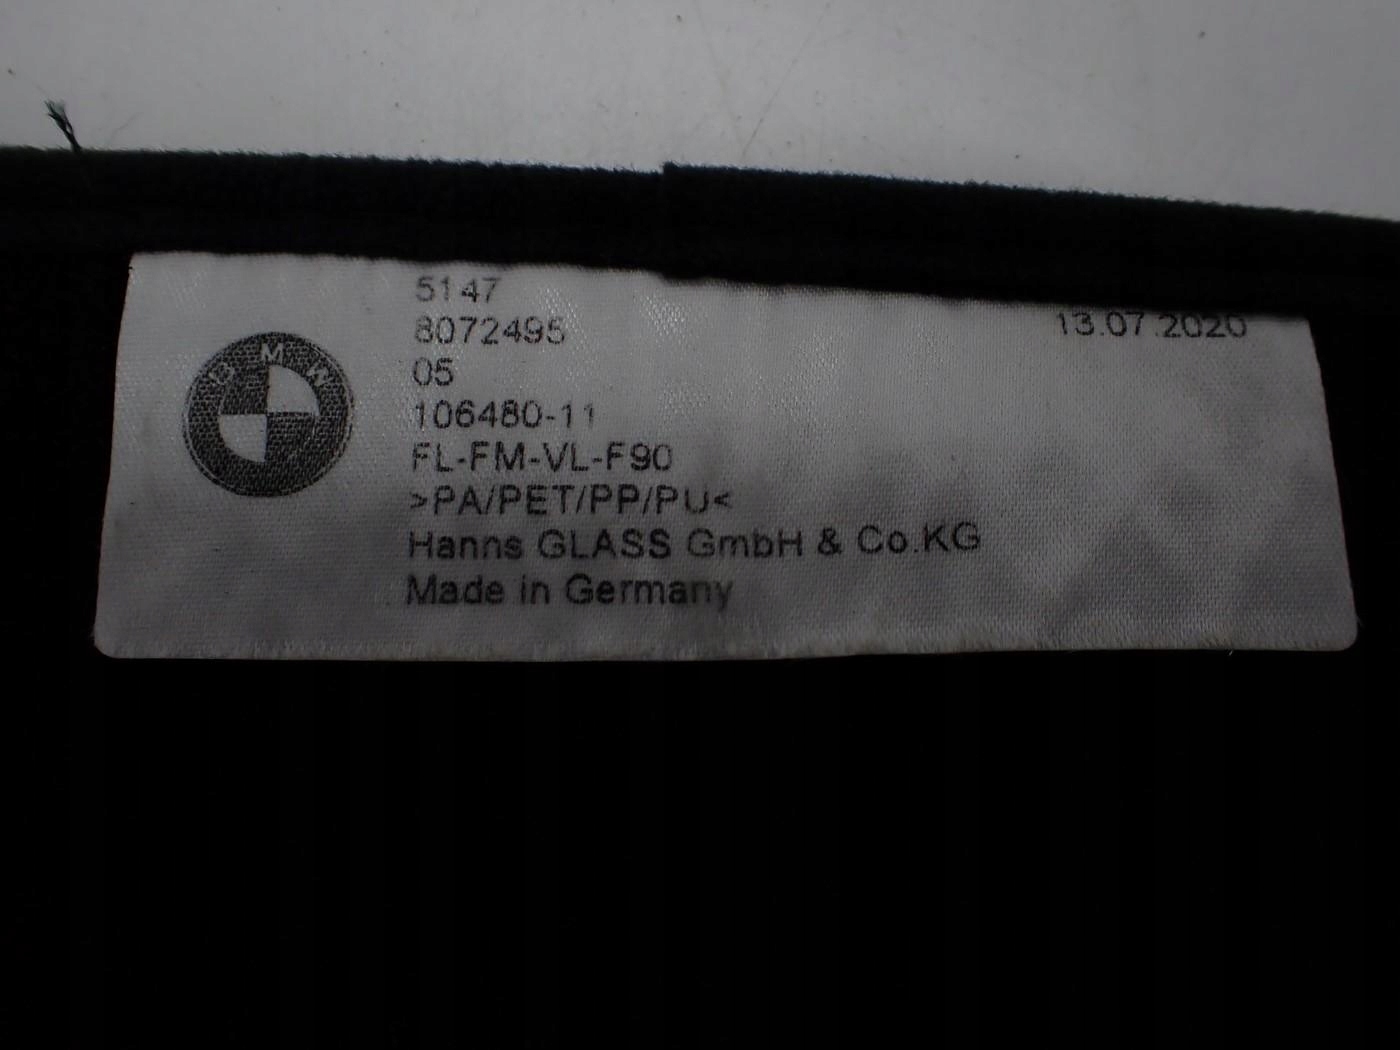 BMW
5147
8072495
13.07.2020
05
106480-11
FL-FM-VL-F90
>PA/PET/PP/PU<
Hanns GLASS GmbH & Co.KG
Made in Germany